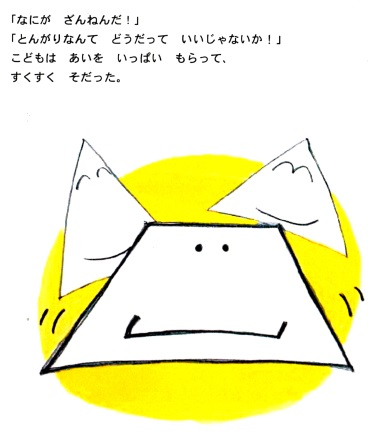 「なにが　ざんねんだ！」
「とんがりなんて　どうだって　いいじゃないか！」
こどもは　あいを　いっぱい　もらって、
すくすく　そだった。